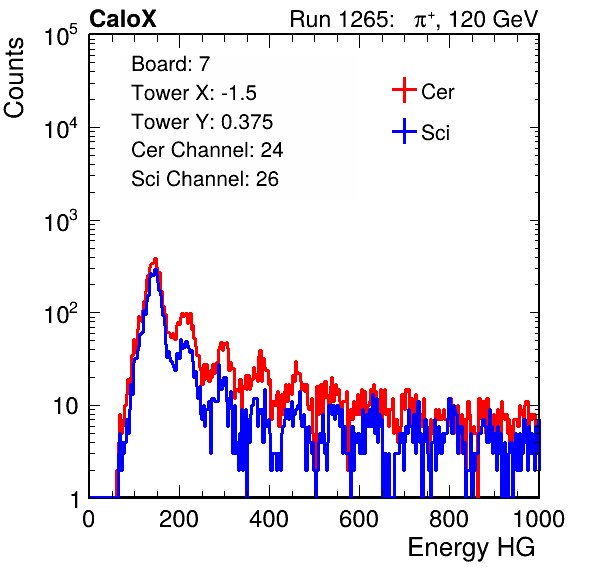 CaloX Run 1265: π⁺, 120 GeV
Counts
10⁵
10⁴
10³
10²
10
1
Board: 7
Tower X: -1.5
Tower Y: 0.375
Cer Channel: 24
Sci Channel: 26
Cer
Sci
0 200 400 600 800 1000
Energy HG